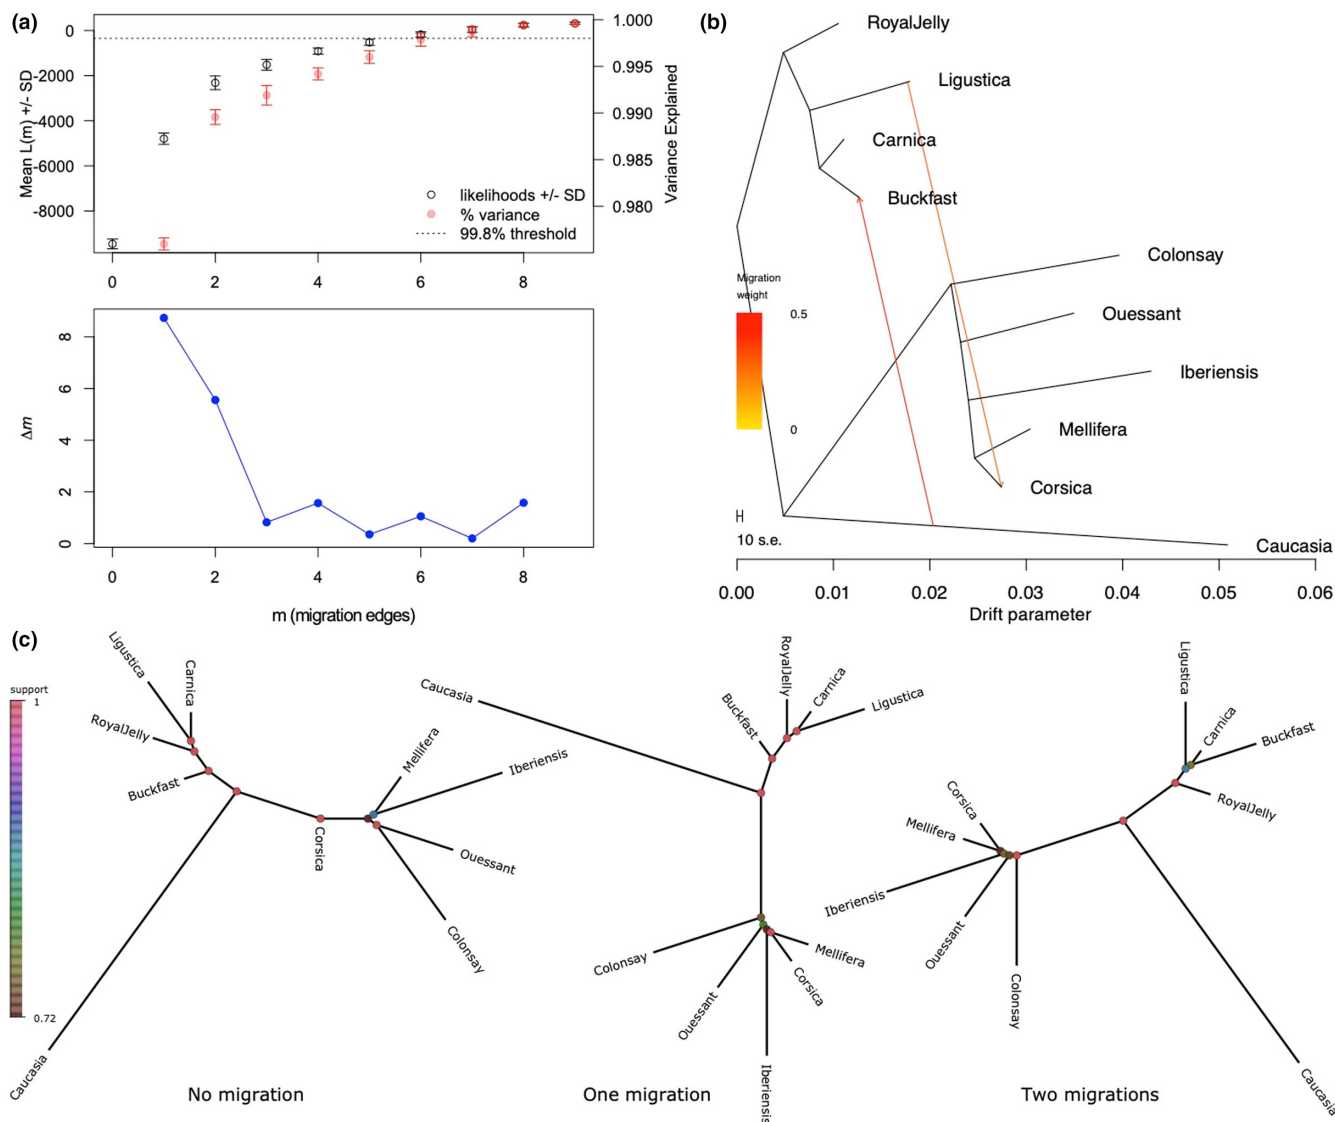 (a)
0
-2000
-4000
-6000
-8000
Mean L(m) +/- SD
1.000
0.995
0.990
0.985
0.980
Variance Explained
likelihoods +/- SD
% variance
99.8% threshold
0 2 4 6 8
8
6
4
2
0
Δm
0 2 4 6 8
m (migration edges)
(b)
RoyalJelly
Ligustica
Carnica
Buckfast
Colonsay
Ouessant
Iberiensis
Mellifera
Corsica
Caucasia
Migration
weight
0.5
0
10 s.e.
0.00 0.01 0.02 0.03 0.04 0.05 0.06
Drift parameter
(c)
support
1
0.72
Ligustica
Carnica
RoyalJelly
Buckfast
Mellifera
Iberiensis
Corsica
Ouessant
Colonsay
Caucasia
No migration
Caucasia
RoyalJelly
Carnica
Buckfast
Ligustica
Colonsay
Mellifera
Corsica
Ouessant
Iberiensis
One migration
Ligustica
Carnica
Buckfast
RoyalJelly
Corsica
Mellifera
Iberiensis
Ouessant
Colonsay
Caucasia
Two migrations